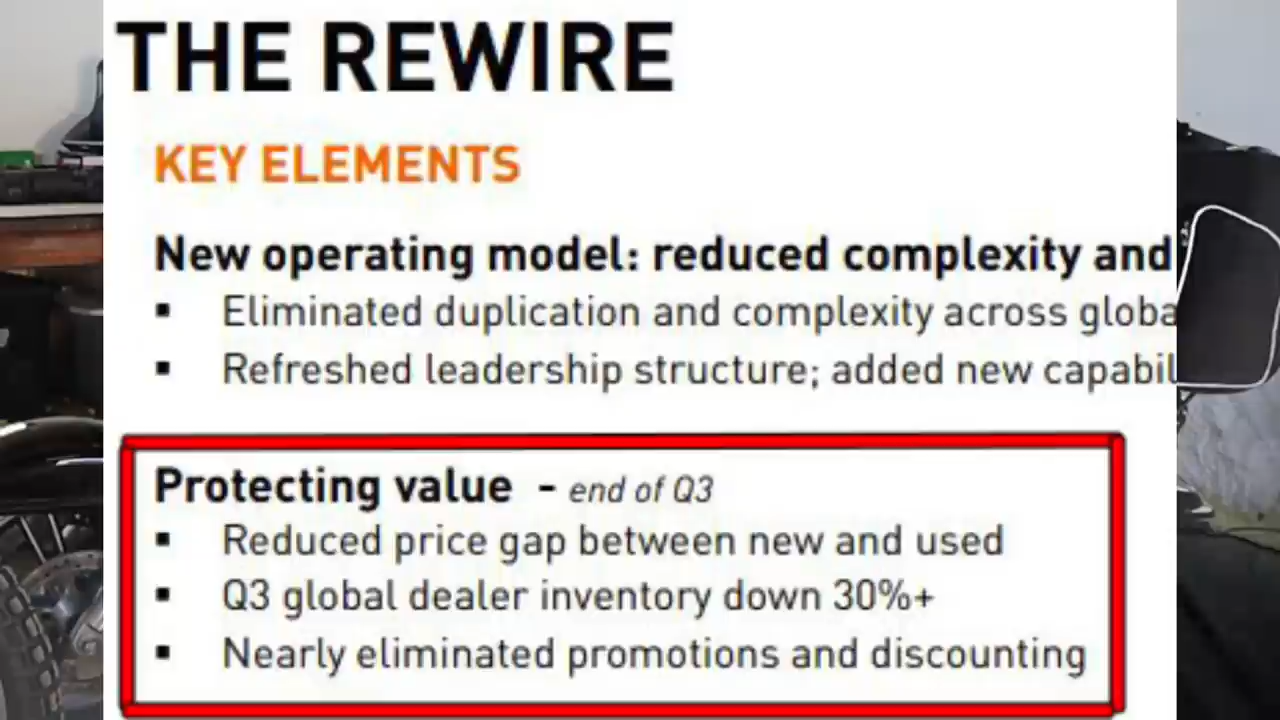 THE REWIRE
KEY ELEMENTS
New operating model: reduced complexity and
▪ Eliminated duplication and complexity across globa
▪ Refreshed leadership structure; added new capabil
Protecting value - end of Q3
▪ Reduced price gap between new and used
▪ Q3 global dealer inventory down 30%+
▪ Nearly eliminated promotions and discounting